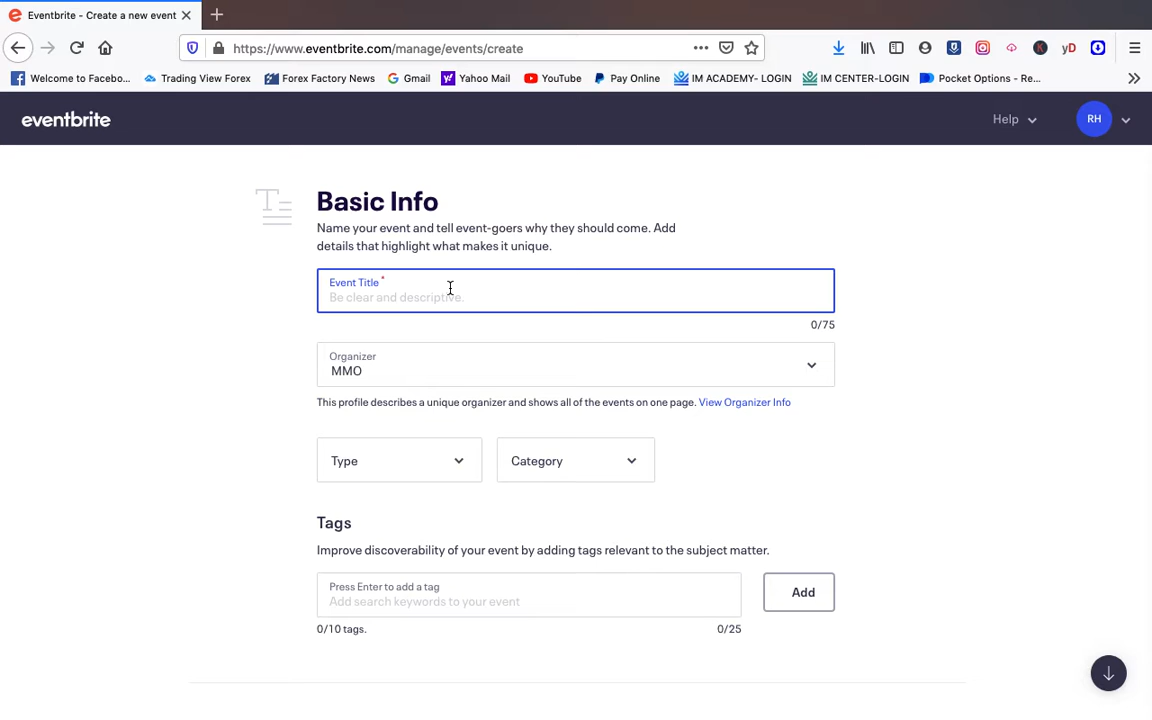 Eventbrite - Create a new event
https://www.eventbrite.com/manage/events/create
Welcome to Facebo... Trading View Forex Forex Factory News Gmail Yahoo Mail YouTube Pay Online IM ACADEMY- LOGIN IM CENTER-LOGIN Pocket Options - Re...
eventbrite Help RH
Basic Info
Name your event and tell event-goers why they should come. Add
details that highlight what makes it unique.
Event Title *
Be clear and descriptive.
0/75
Organizer
MMO
This profile describes a unique organizer and shows all of the events on one page. View Organizer Info
Type Category
Tags
Improve discoverability of your event by adding tags relevant to the subject matter.
Press Enter to add a tag
Add search keywords to your event
Add
0/10 tags. 0/25